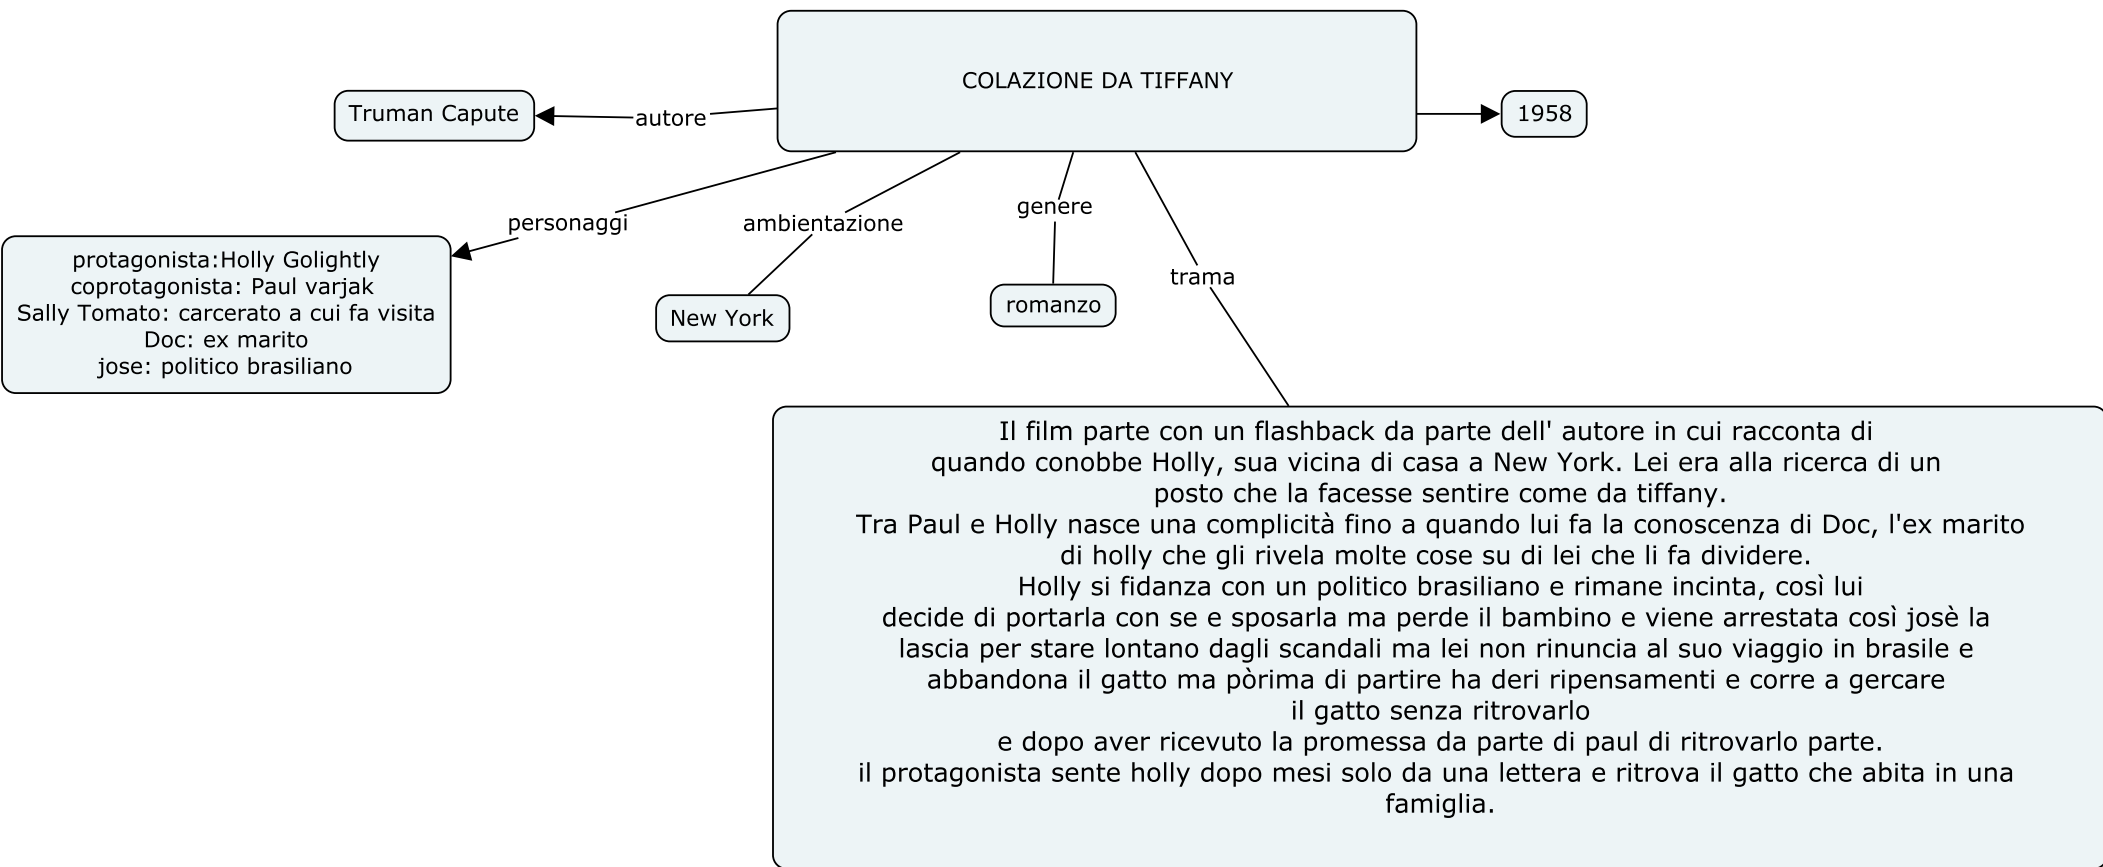 COLAZIONE DA TIFFANY
Truman Capute
autore
1958
personaggi
ambientazione
genere
trama
protagonista:Holly Golightly
coprotagonista: Paul varjak
Sally Tomato: carcerato a cui fa visita
Doc: ex marito
jose: politico brasiliano
New York
romanzo
Il film parte con un flashback da parte dell' autore in cui racconta di
quando conobbe Holly, sua vicina di casa a New York. Lei era alla ricerca di un
posto che la facesse sentire come da tiffany.
Tra Paul e Holly nasce una complicità fino a quando lui fa la conoscenza di Doc, l'ex marito
di holly che gli rivela molte cose su di lei che li fa dividere.
Holly si fidanza con un politico brasiliano e rimane incinta, così lui
decide di portarla con se e sposarla ma perde il bambino e viene arrestata così josè la
lascia per stare lontano dagli scandali ma lei non rinuncia al suo viaggio in brasile e
abbandona il gatto ma pòrima di partire ha deri ripensamenti e corre a gercare
il gatto senza ritrovarlo
e dopo aver ricevuto la promessa da parte di paul di ritrovarlo parte.
il protagonista sente holly dopo mesi solo da una lettera e ritrova il gatto che abita in una
famiglia.